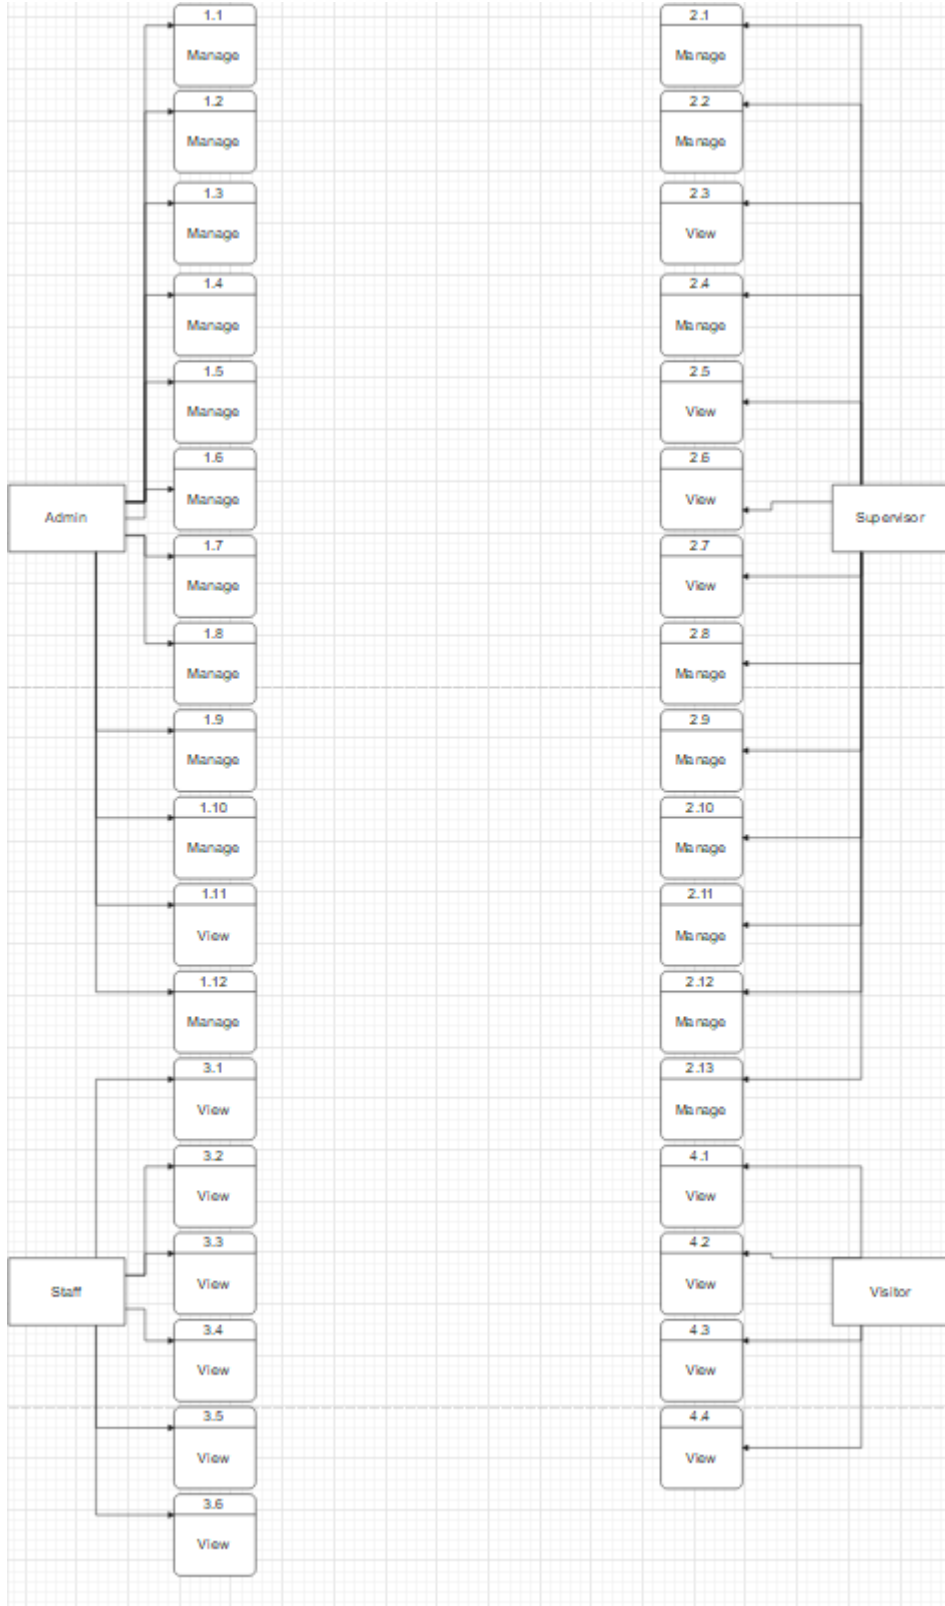 1.1
Manage
1.2
Manage
1.3
Manage
1.4
Manage
1.5
Manage
1.6
Manage
Admin
1.7
Manage
1.8
Manage
1.9
Manage
1.10
Manage
1.11
View
1.12
Manage
3.1
View
3.2
View
3.3
View
Staff
3.4
View
3.5
View
3.6
View
2.1
Manage
2.2
Manage
2.3
View
2.4
Manage
2.5
View
2.6
View
Supervisor
2.7
View
2.8
Manage
2.9
Manage
2.10
Manage
2.11
Manage
2.12
Manage
2.13
Manage
4.1
View
4.2
View
Visitor
4.3
View
4.4
View